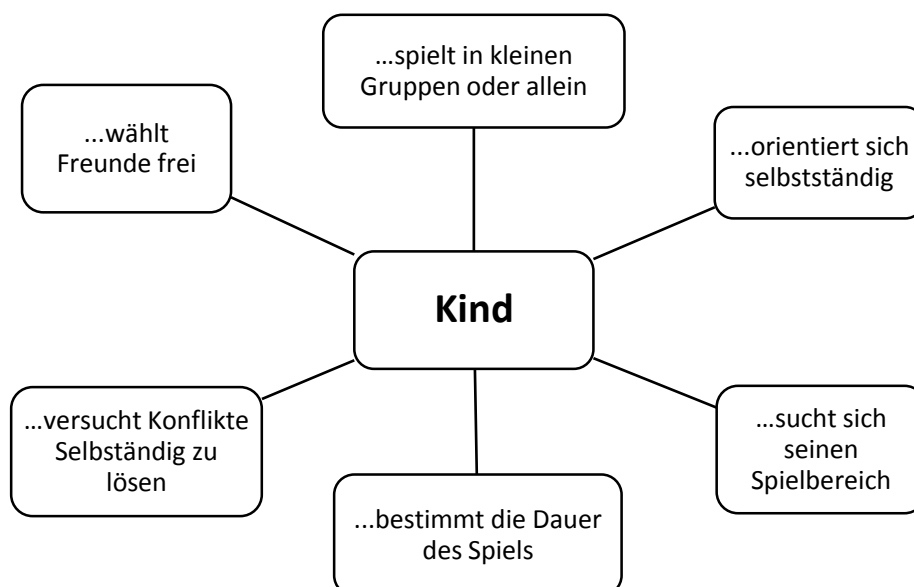 ...spielt in kleinen
Gruppen oder allein
...wählt
Freunde frei
...orientiert sich
selbstständig
Kind
...versucht Konflikte
Selbständig zu
lösen
...sucht sich
seinen
Spielbereich
...bestimmt die Dauer
des Spiels